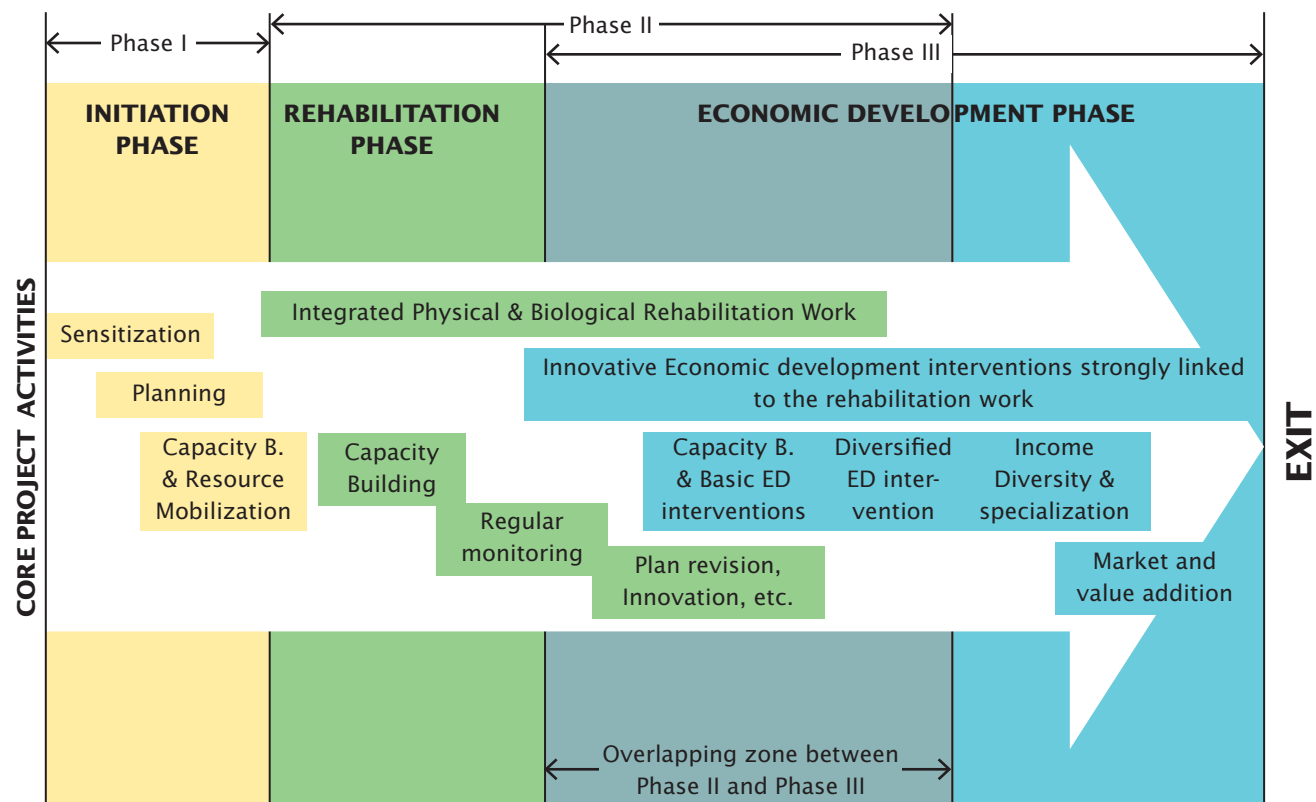 Phase I
Phase II
Phase III
INITIATION
PHASE
REHABILITATION
PHASE
ECONOMIC DEVELOPMENT PHASE
CORE PROJECT ACTIVITIES
Integrated Physical & Biological Rehabilitation Work
Sensitization
Innovative Economic development interventions strongly linked
to the rehabilitation work
Planning
Capacity B.
& Resource
Mobilization
Capacity
Building
Regular
monitoring
Plan revision,
Innovation, etc.
Capacity B.
& Basic ED
interventions
Diversified
ED inter-
vention
Income
Diversity &
specialization
Market and
value addition
EXIT
Overlapping zone between
Phase II and Phase III